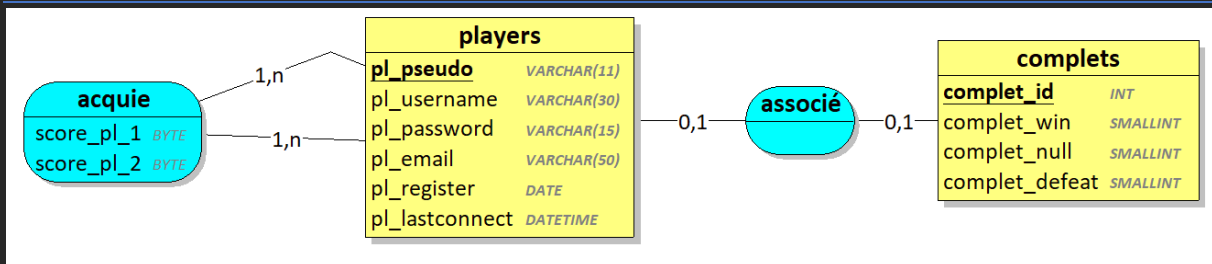 acquie
score_pl_1 BYTE
score_pl_2 BYTE
1,n
1,n
players
pl_pseudo VARCHAR(11)
pl_username VARCHAR(30)
pl_password VARCHAR(15)
pl_email VARCHAR(50)
pl_register DATE
pl_lastconnect DATETIME
0,1
associé
0,1
complets
complet_id INT
complet_win SMALLINT
complet_null SMALLINT
complet_defeat SMALLINT